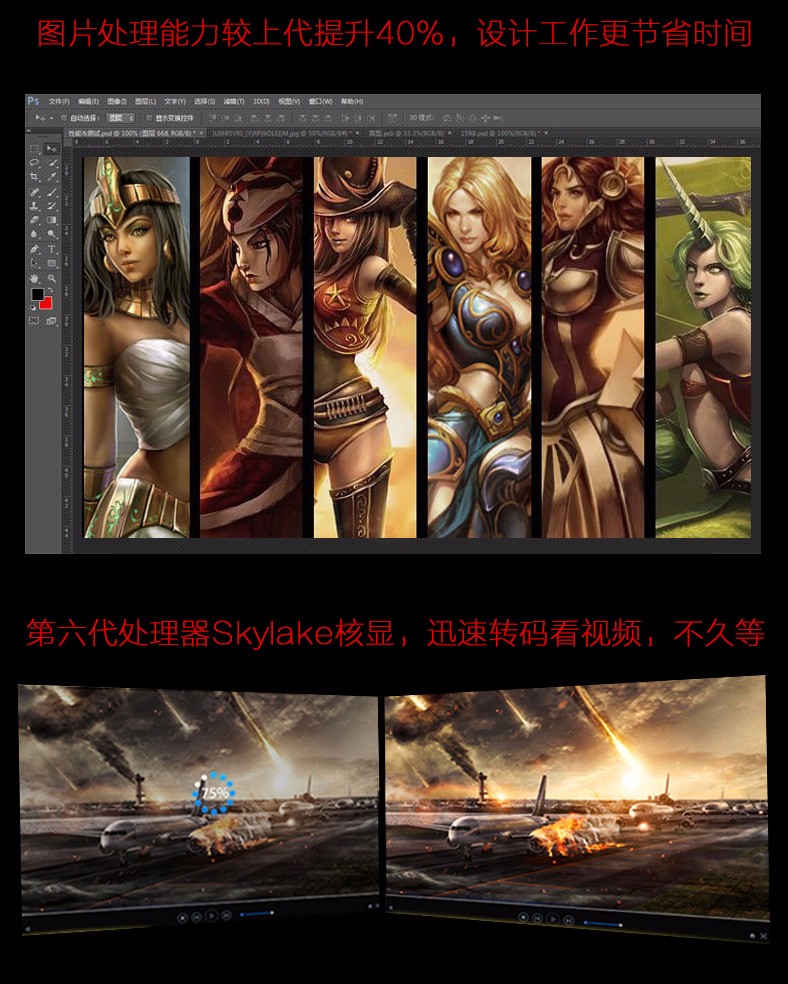 图片处理能力较上代提升40%，设计工作更节省时间
Ps 文件(F) 编辑(E) 图像(I) 图层(L) 文字(Y) 选择(S) 滤镜(T) 3D(D) 视图(V) 窗口(W) 帮助(H)
自动选择： 图层 显示变换控件 3D 模式：
性能&测试.psd @ 100% (图层 668, RGB/8) * × @ 50%(RGB/8#) * × @ 33.3%(RGB/8) × 1598.psd @ 100%(RGB/8) * ×
第六代处理器Skylake核显，迅速转码看视频，不久等
75%